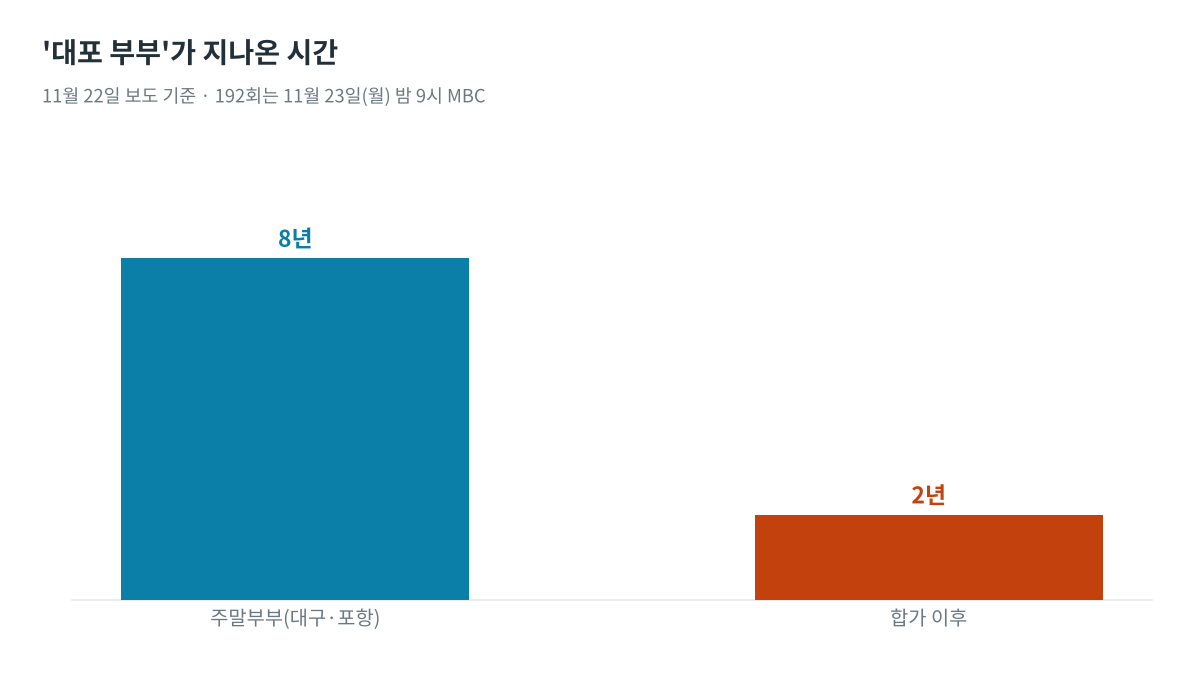 '대포 부부'가 지나온 시간
11월 22일 보도 기준 · 192회는 11월 23일(월) 밤 9시 MBC
8년
2년
주말부부(대구·포항)
합가 이후